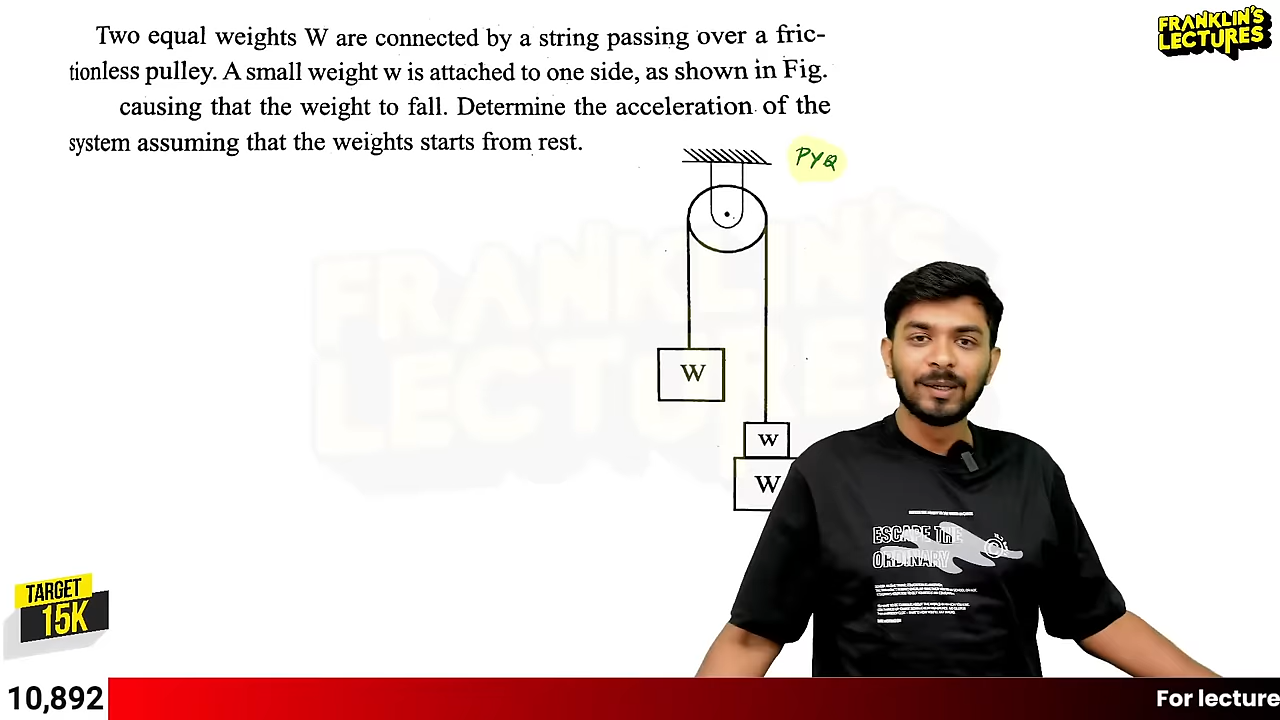 Two equal weights W are connected by a string passing over a fric-
tionless pulley. A small weight w is attached to one side, as shown in Fig.
causing that the weight to fall. Determine the acceleration of the
system assuming that the weights starts from rest.
PYQ
FRANKLIN'S
LECTURES
FRANKLIN'S
LECTURES
W
w
W
ESCAPE THE
ORDINARY
TARGET
15K
10,892
For lecture